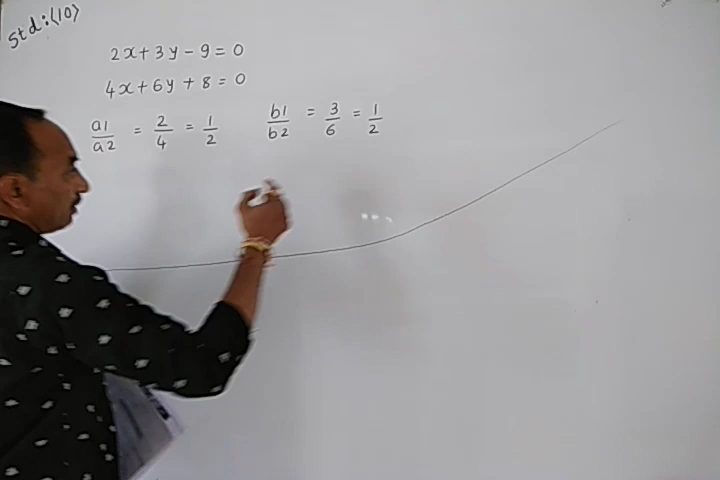 Std:(10)
2x+3y-9=0
4x+6y+8=0
a1/a2 = 2/4 = 1/2 b1/b2 = 3/6 = 1/2